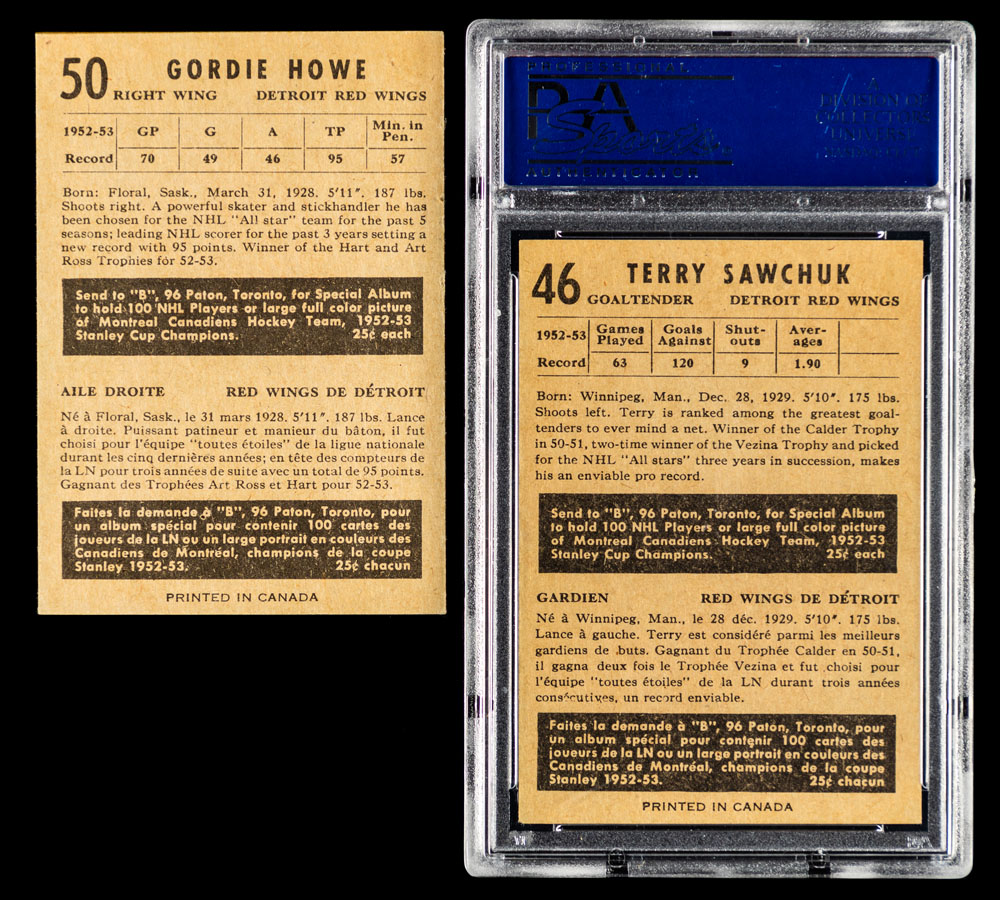 50 GORDIE HOWE
RIGHT WING DETROIT RED WINGS
1952-53 GP G A TP Min. in Pen.
Record 70 49 46 95 57
Born: Floral, Sask., March 31, 1928. 5'11". 187 lbs.
Shoots right. A powerful skater and stickhandler he has
been chosen for the NHL "All star" team for the past 5
seasons; leading NHL scorer for the past 3 years setting a
new record with 95 points. Winner of the Hart and Art
Ross Trophies for 52-53.
Send to "B", 96 Paton, Toronto, for Special Album
to hold 100 NHL Players or large full color picture
of Montreal Canadiens Hockey Team, 1952-53
Stanley Cup Champions. 25¢ each
AILE DROITE RED WINGS DE DÉTROIT
Né à Floral, Sask., le 31 mars 1928. 5'11". 187 lbs. Lance
à droite. Puissant patineur et manieur du bâton, il fut
choisi pour l'équipe "toutes étoiles" de la ligue nationale
durant les cinq dernières années; en tête des compteurs de
la LN pour trois années de suite avec un total de 95 points.
Gagnant des Trophées Art Ross et Hart pour 52-53.
Faites la demande à "B", 96 Paton, Toronto, pour
un album spécial pour contenir 100 cartes des
joueurs de la LN ou un large portrait en couleurs des
Canadiens de Montréal, champions de la coupe
Stanley 1952-53. 25¢ chacun
PRINTED IN CANADA
PROFESSIONAL
PSA
Sports
AUTHENTICATOR
A
DIVISION OF
COLLECTORS
UNIVERSE
46 TERRY SAWCHUK
GOALTENDER DETROIT RED WINGS
1952-53 Games Played Goals Against Shut-outs Aver-ages
Record 63 120 9 1.90
Born: Winnipeg, Man., Dec. 28, 1929. 5'10". 175 lbs.
Shoots left. Terry is ranked among the greatest goal-
tenders to ever mind a net. Winner of the Calder Trophy
in 50-51, two-time winner of the Vezina Trophy and picked
for the NHL "All stars" three years in succession, makes
his an enviable pro record.
Send to "B", 96 Paton, Toronto, for Special Album
to hold 100 NHL Players or large full color picture
of Montreal Canadiens Hockey Team, 1952-53
Stanley Cup Champions. 25¢ each
GARDIEN RED WINGS DE DÉTROIT
Né à Winnipeg, Man., le 28 déc. 1929. 5'10". 175 lbs.
Lance à gauche. Terry est considéré parmi les meilleurs
gardiens de buts. Gagnant du Trophée Calder en 50-51,
il gagna deux fois le Trophée Vezina et fut choisi pour
l'équipe "toutes étoiles" de la LN durant trois années
consécutives, un record enviable.
Faites la demande à "B", 96 Paton, Toronto, pour
un album spécial pour contenir 100 cartes des
joueurs de la LN ou un large portrait en couleurs des
Canadiens de Montréal, champions de la coupe
Stanley 1952-53. 25¢ chacun
PRINTED IN CANADA